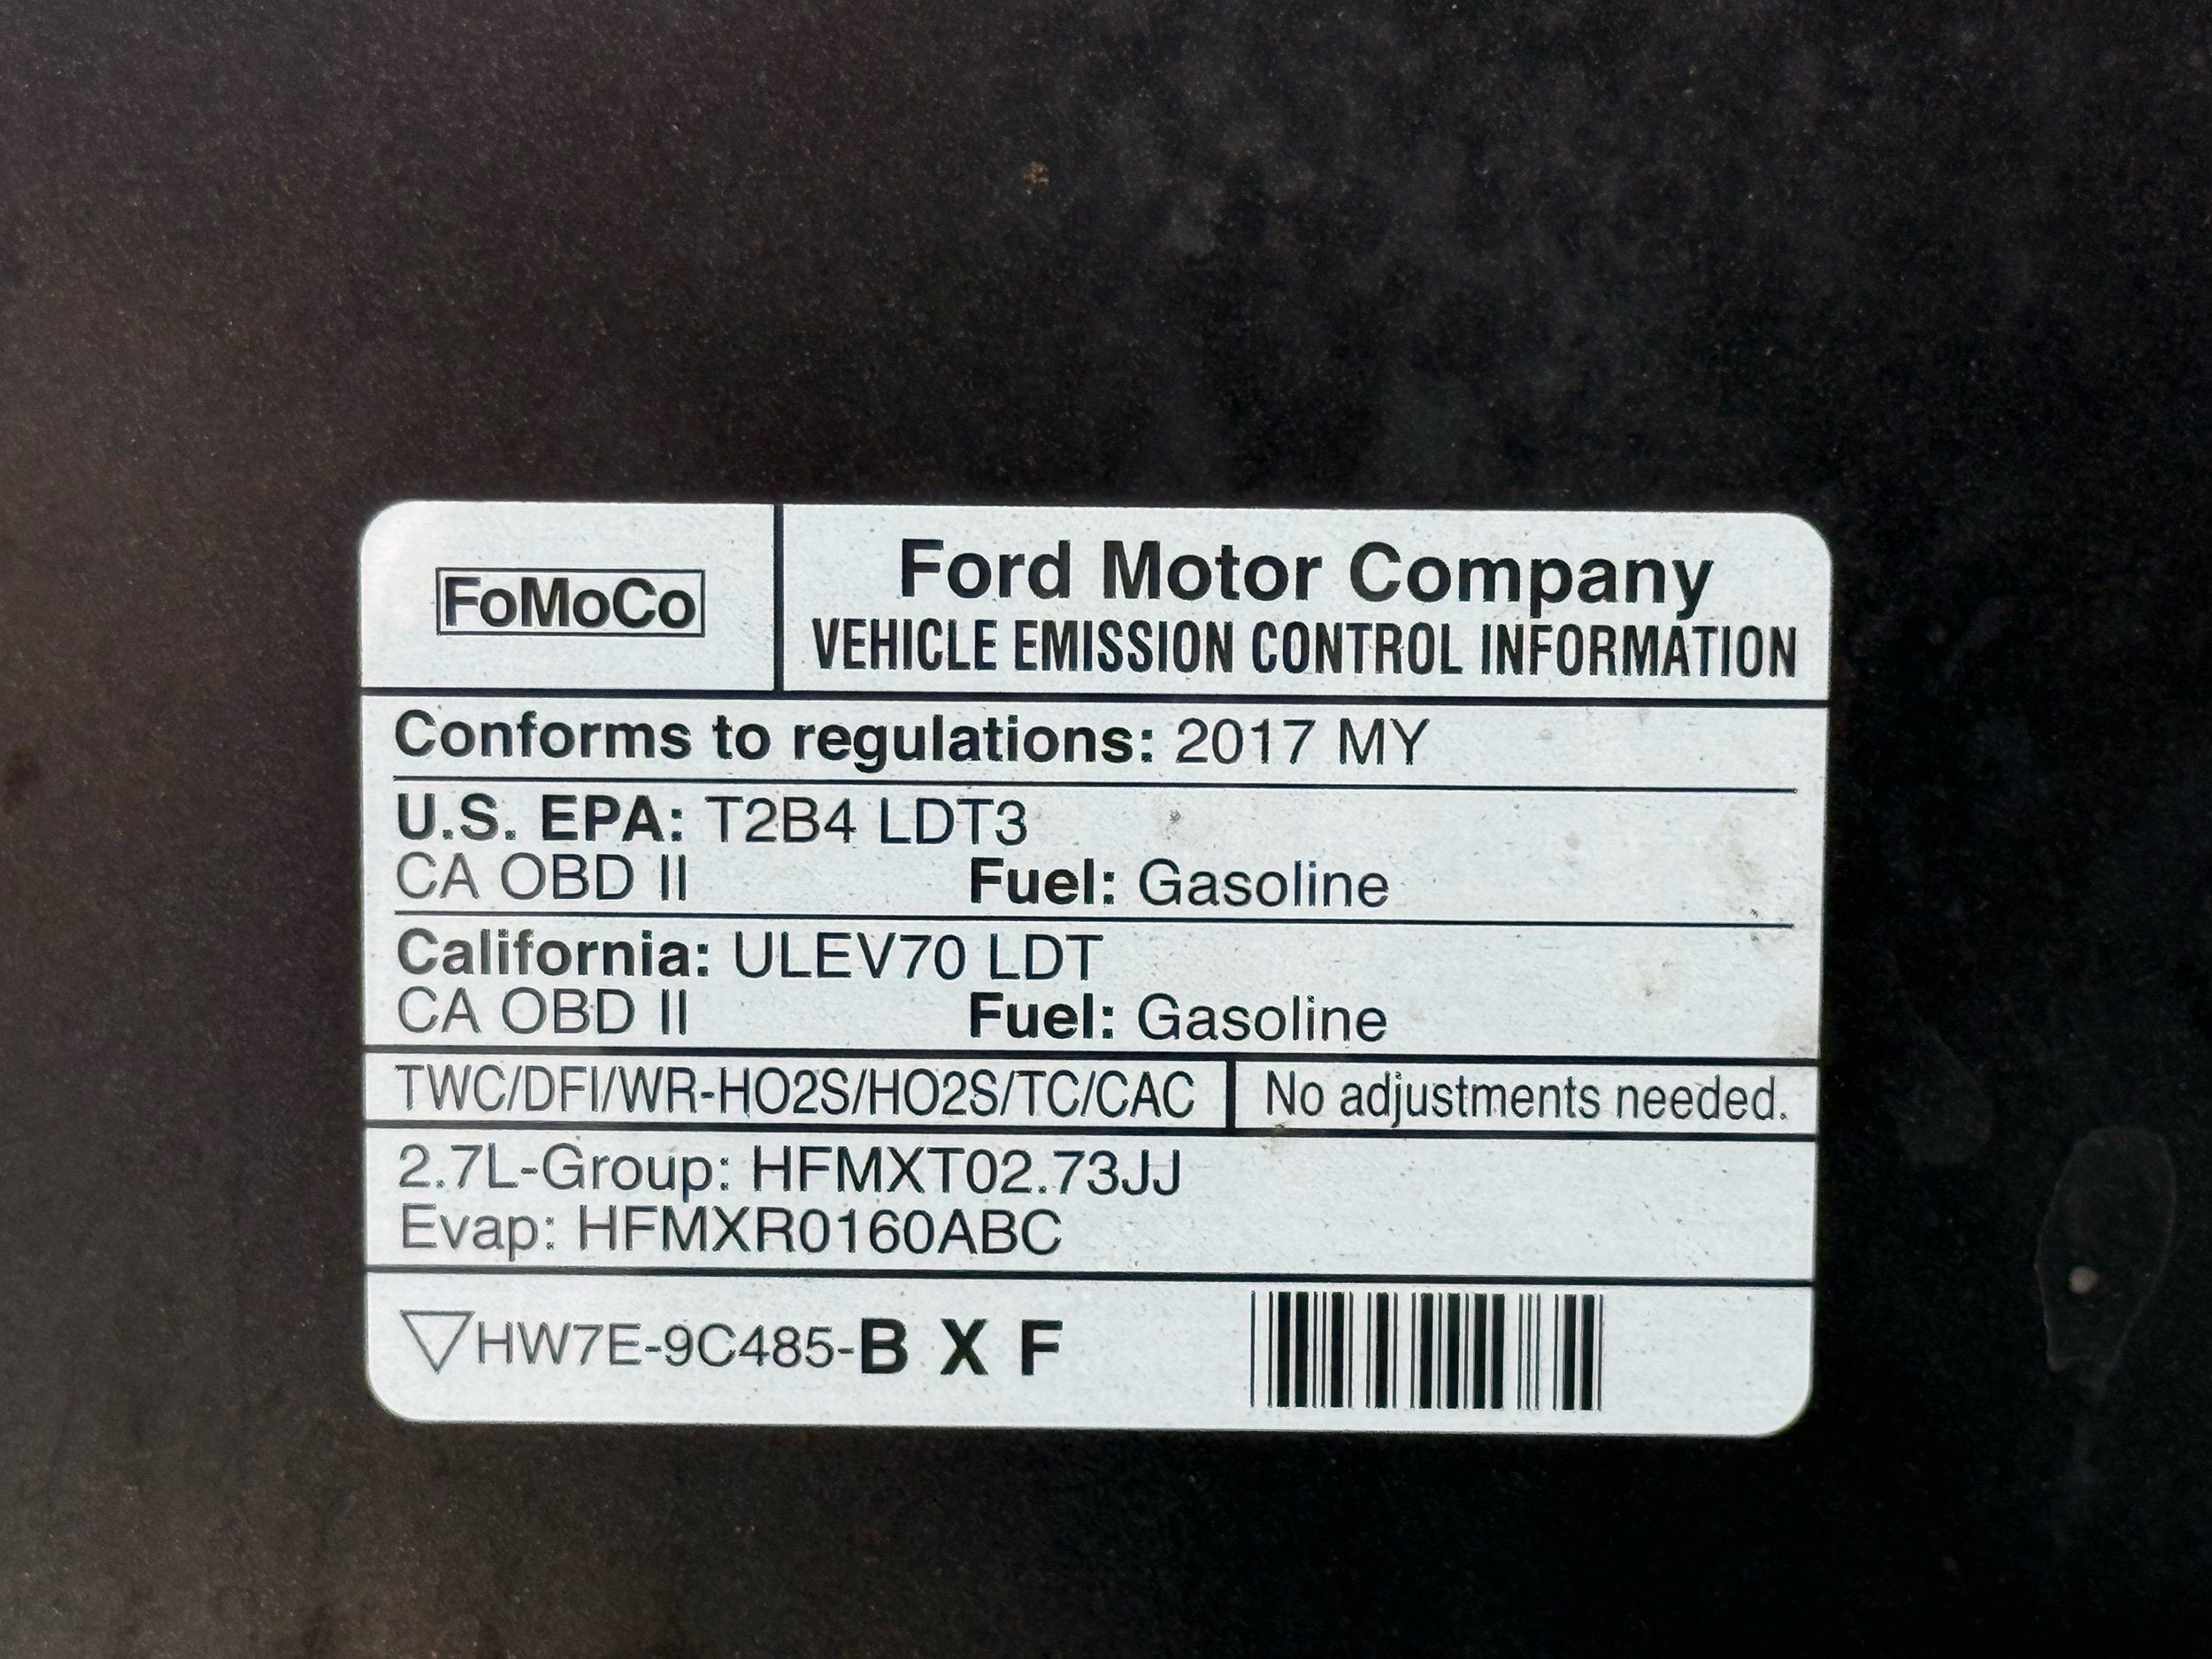 FoMoCo
Ford Motor Company
VEHICLE EMISSION CONTROL INFORMATION
Conforms to regulations: 2017 MY
U.S. EPA: T2B4 LDT3
CA OBD II Fuel: Gasoline
California: ULEV70 LDT
CA OBD II Fuel: Gasoline
TWC/DFI/WR-HO2S/HO2S/TC/CAC No adjustments needed.
2.7L-Group: HFMXT02.73JJ
Evap: HFMXR0160ABC
▽HW7E-9C485-B X F